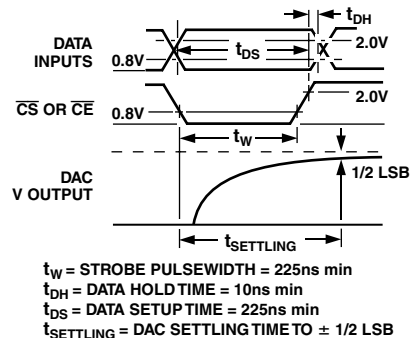 tDH
DATA
INPUTS
0.8V
tDS
X
2.0V
CS OR CE
0.8V
2.0V
tW
DAC
V OUTPUT
1/2 LSB
tSETTLING
tW = STROBE PULSEWIDTH = 225ns min
tDH = DATA HOLD TIME = 10ns min
tDS = DATA SETUP TIME = 225ns min
tSETTLING = DAC SETTLING TIME TO ± 1/2 LSB